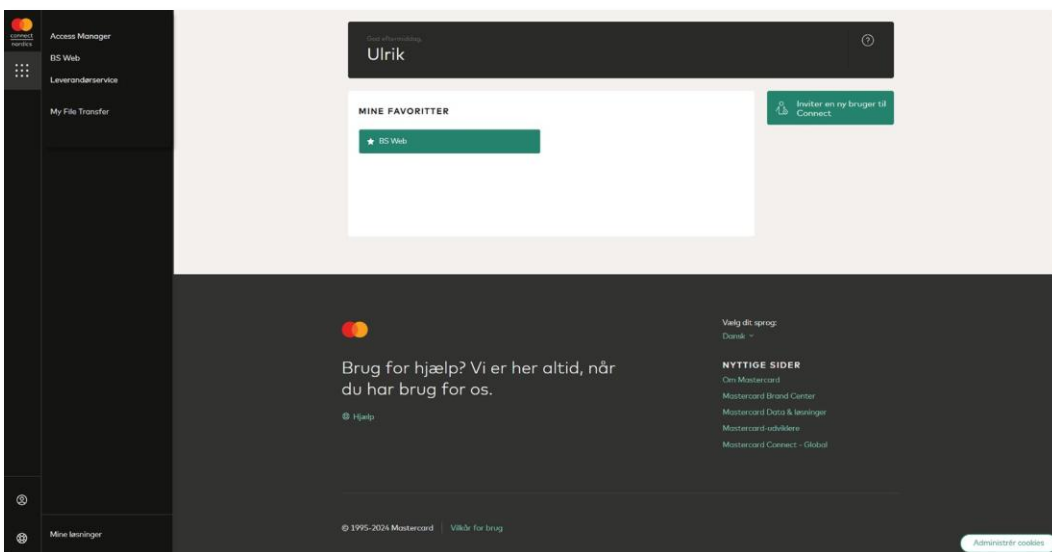 connect
nordics
Access Manager
BS Web
Leverandørservice
My File Transfer
Mine løsninger
God eftermiddag,
Ulrik
MINE FAVORITTER
★ BS Web
Inviter en ny bruger til
Connect
Brug for hjælp? Vi er her altid, når
du har brug for os.
Hjælp
Vælg dit sprog:
Dansk
NYTTIGE SIDER
Om Mastercard
Mastercard Brand Center
Mastercard Data & løsninger
Mastercard-udviklere
Mastercard Connect - Global
© 1995-2024 Mastercard | Vilkår for brug
Administrér cookies